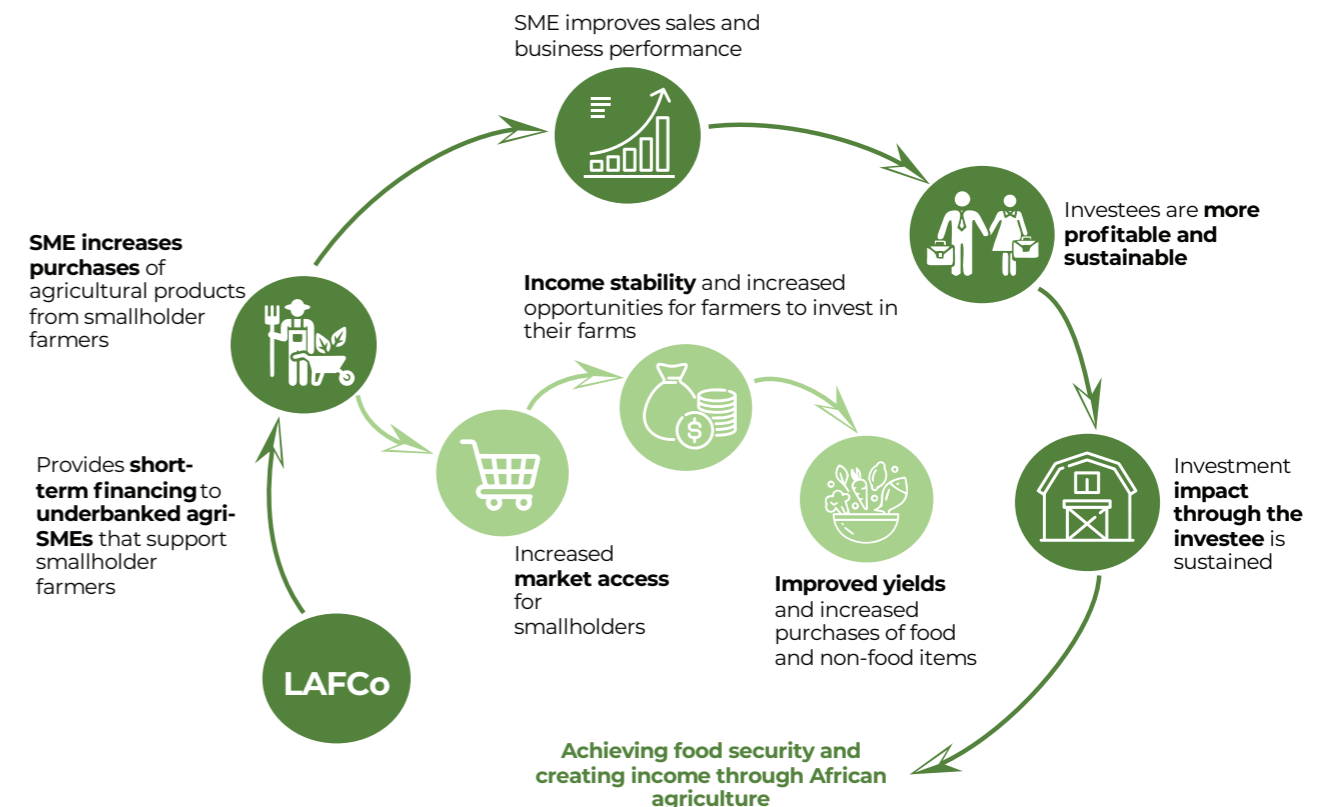 SME improves sales and
business performance
Investees are more
profitable and
sustainable
SME increases
purchases of
agricultural products
from smallholder
farmers
Income stability and increased
opportunities for farmers to invest in
their farms
Provides short-
term financing to
underbanked agri-
SMEs that support
smallholder
farmers
Investment
impact
through the
investee is
sustained
Increased
market access
for
smallholders
Improved yields
and increased
purchases of food
and non-food items
$
LAFCo
Achieving food security and
creating income through African
agriculture